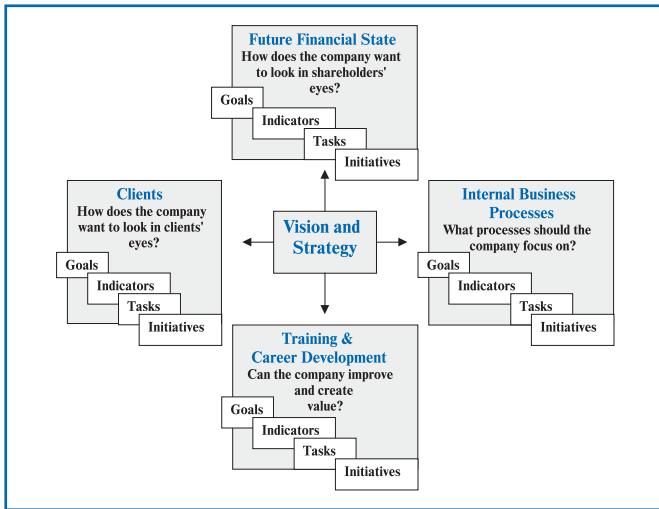 Future Financial State
How does the company want
to look in shareholders'
eyes?
Goals
Indicators
Tasks
Initiatives
Clients
How does the company
want to look in clients'
eyes?
Goals
Indicators
Tasks
Initiatives
Vision and
Strategy
Internal Business
Processes
What processes should the
company focus on?
Goals
Indicators
Tasks
Initiatives
Training &
Career Development
Can the company improve
and create
value?
Goals
Indicators
Tasks
Initiatives